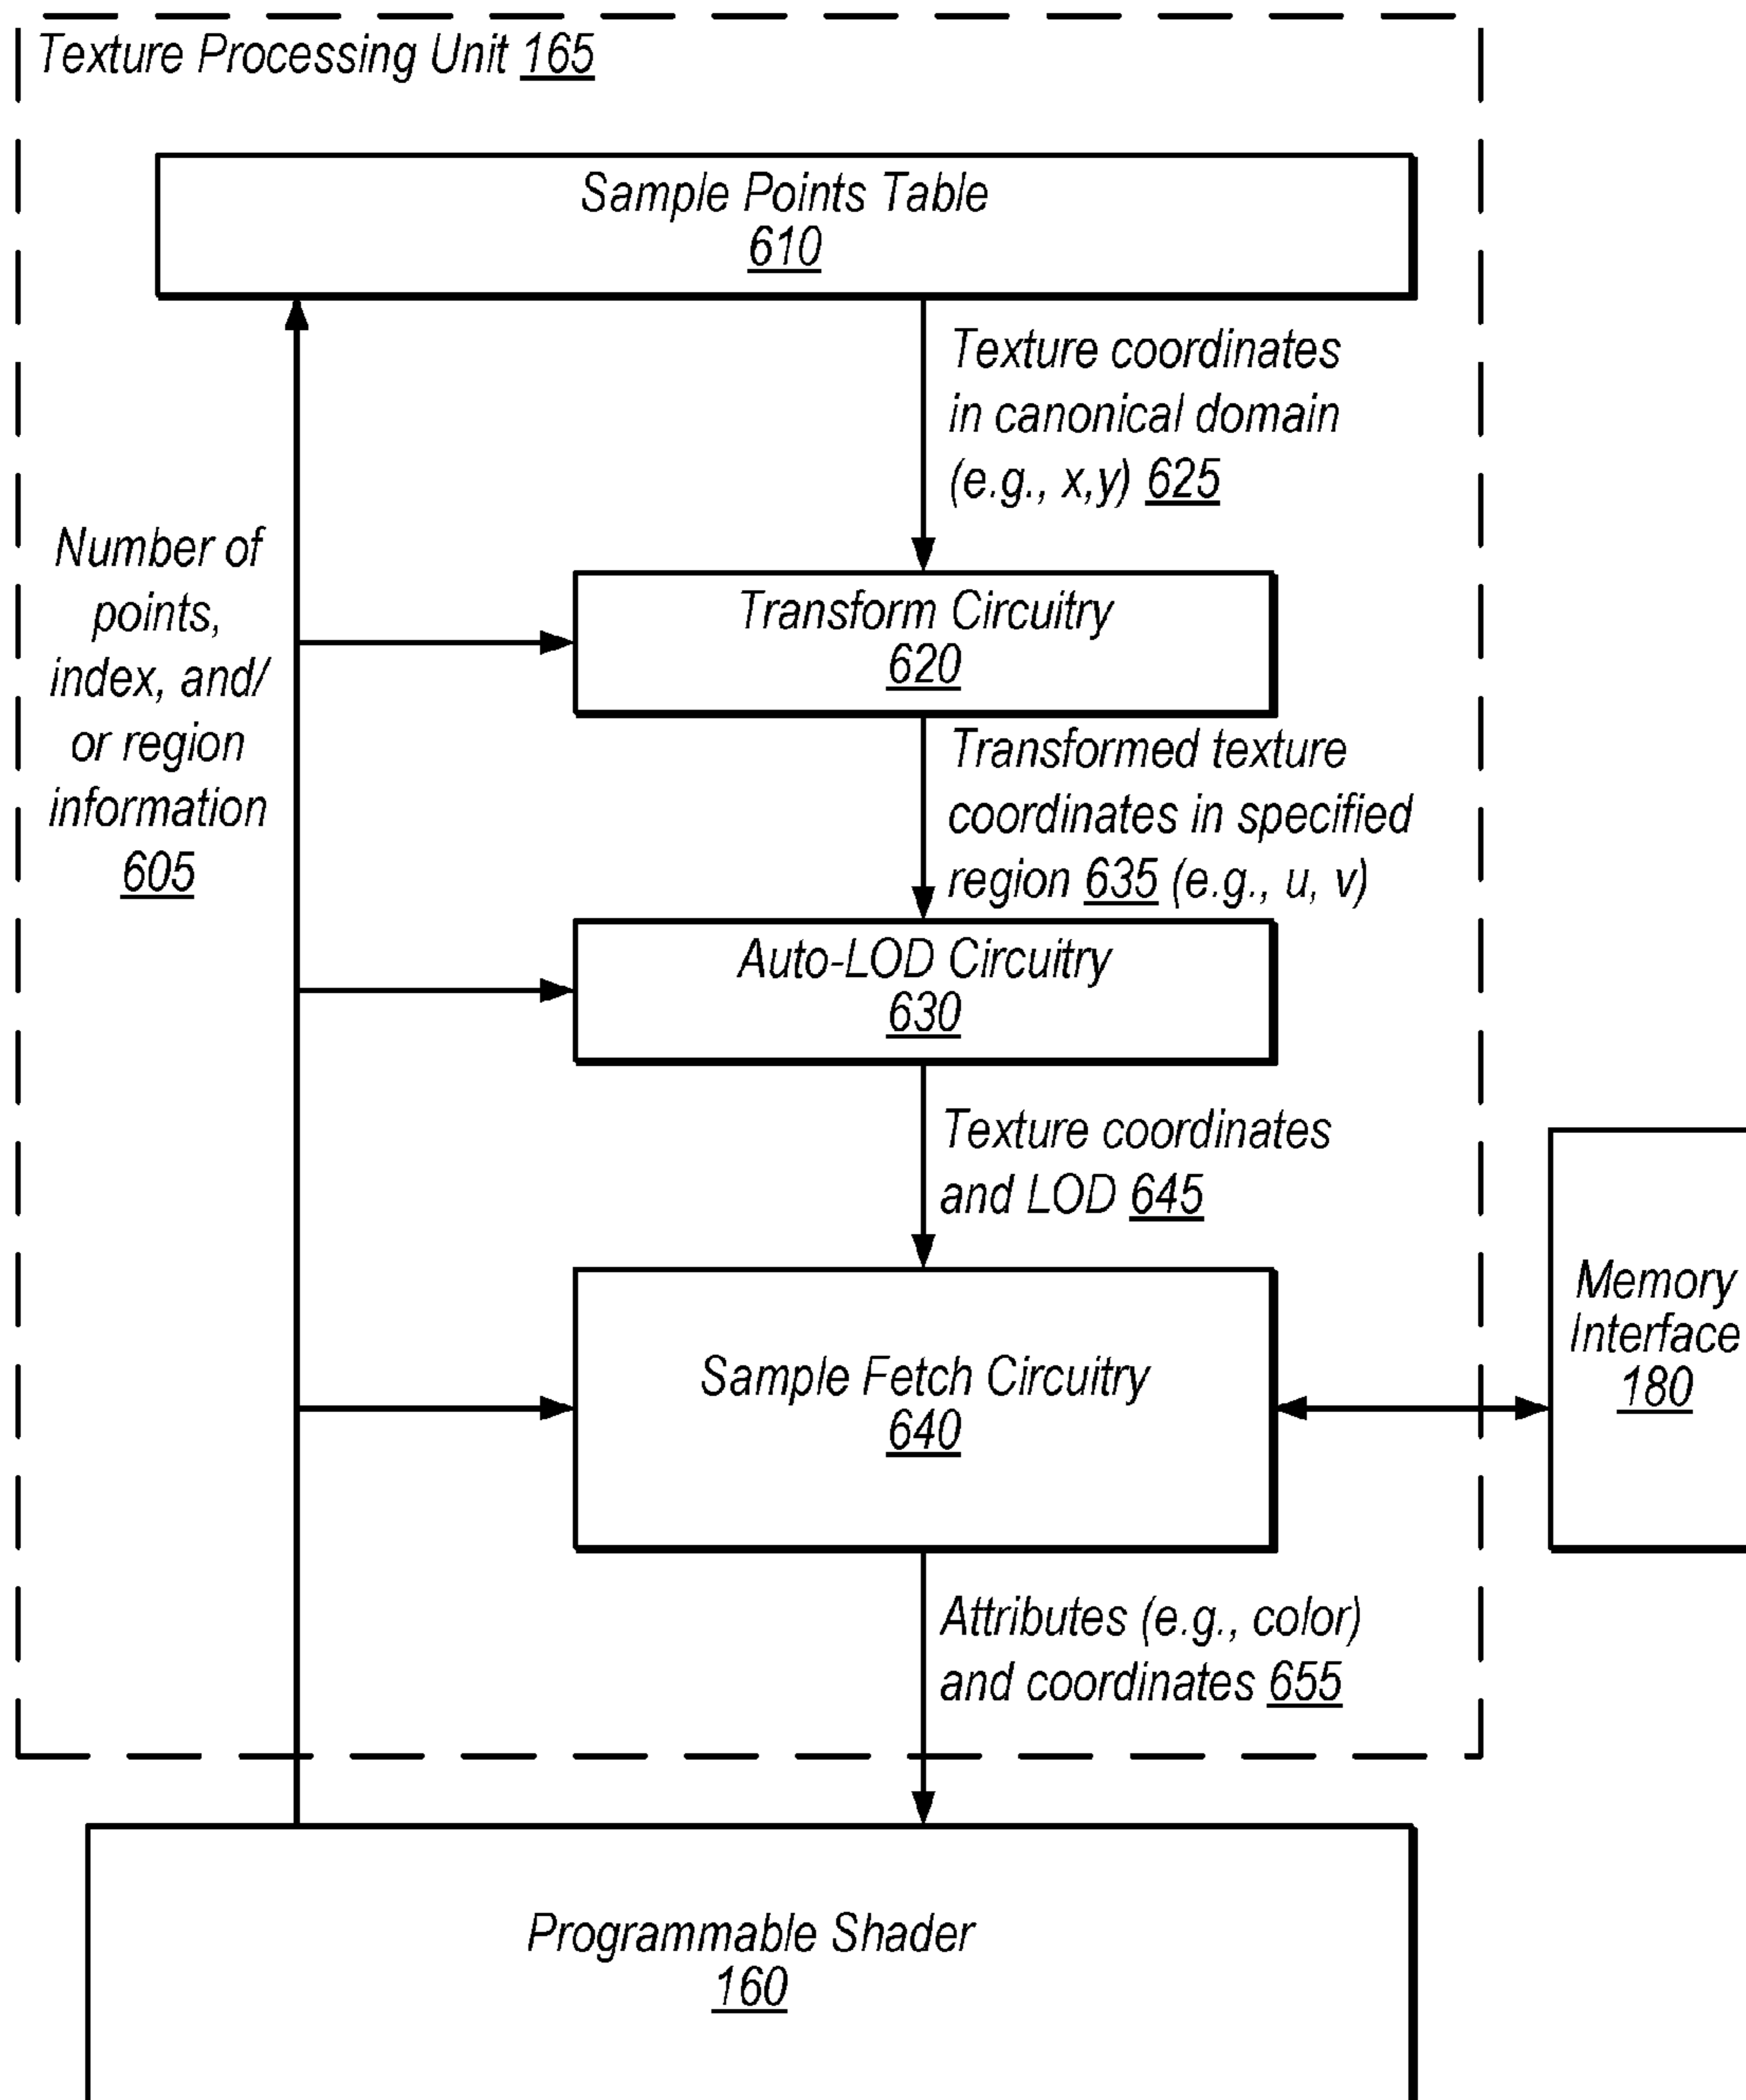 Texture Processing Unit 165
Sample Points Table
610
Texture coordinates
in canonical domain
(e.g., x,y) 625
Number of
points,
index, and/
or region
information
605
Transform Circuitry
620
Transformed texture
coordinates in specified
region 635 (e.g., u, v)
Auto-LOD Circuitry
630
Texture coordinates
and LOD 645
Sample Fetch Circuitry
640
Memory
Interface
180
Attributes (e.g., color)
and coordinates 655
Programmable Shader
160